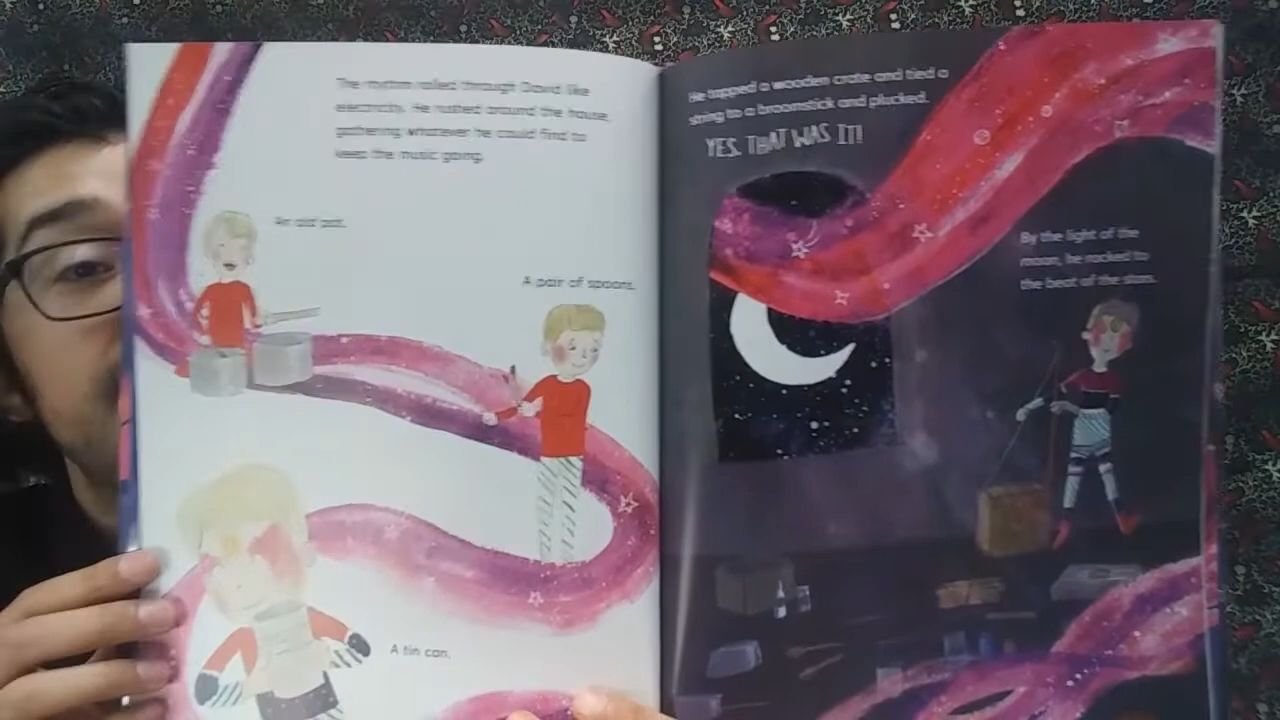 The rhythm rolled through David like
electricity. He rushed around the house,
gathering whatever he could find to
keep the music going.
An old pot.
A pair of spoons.
A tin can.
He tapped a wooden crate and tied a
string to a broomstick and plucked.
YES, THAT WAS IT!
By the light of the
moon, he rocked to
the beat of the stars.